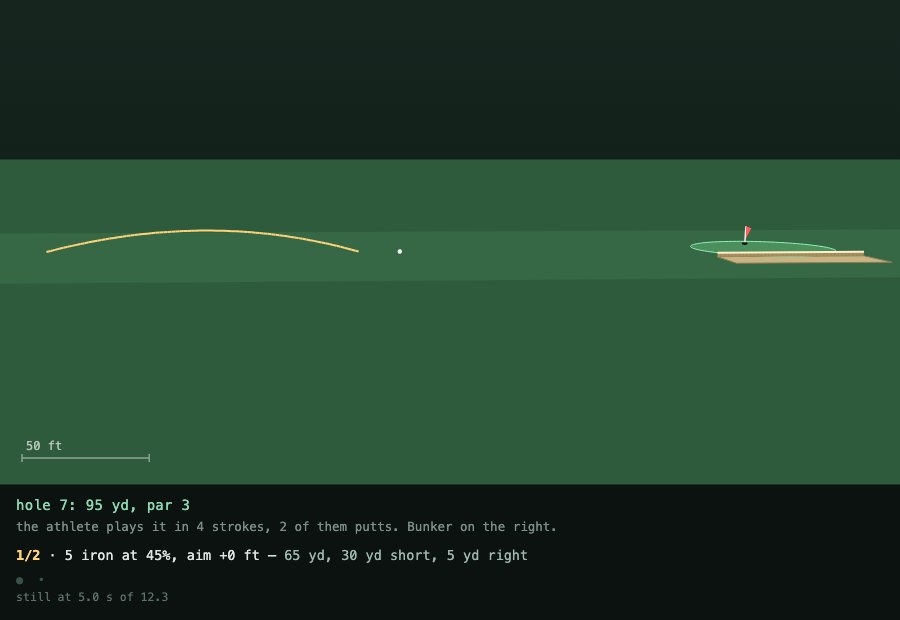 50 ft
hole 7: 95 yd, par 3
the athlete plays it in 4 strokes, 2 of them putts. Bunker on the right.
1/2 · 5 iron at 45%, aim +0 ft — 65 yd, 30 yd short, 5 yd right
still at 5.0 s of 12.3